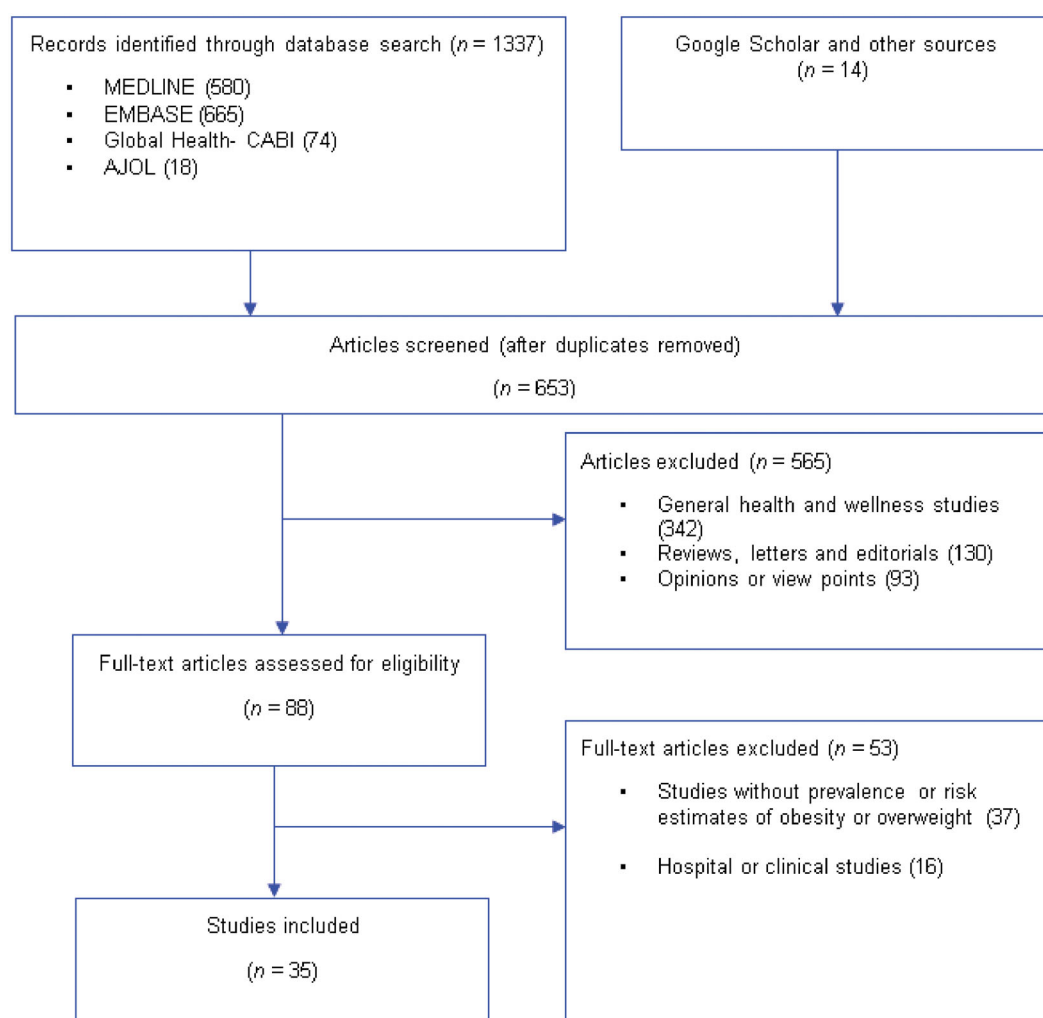 Records identified through database search (n = 1337)
▪ MEDLINE (580)
▪ EMBASE (665)
▪ Global Health- CABI (74)
▪ AJOL (18)
Google Scholar and other sources
(n = 14)
Articles screened (after duplicates removed)
(n = 653)
Articles excluded (n = 565)
▪ General health and wellness studies
(342)
▪ Reviews, letters and editorials (130)
▪ Opinions or view points (93)
Full-text articles assessed for eligibility
(n = 88)
Full-text articles excluded (n = 53)
▪ Studies without prevalence or risk
estimates of obesity or overweight (37)
▪ Hospital or clinical studies (16)
Studies included
(n = 35)